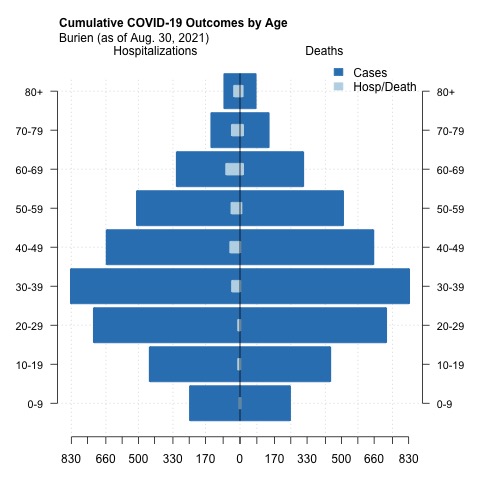 Cumulative COVID-19 Outcomes by Age
Burien (as of Aug. 30, 2021)
Hospitalizations Deaths
Cases
Hosp/Death
80+ 80+
70-79 70-79
60-69 60-69
50-59 50-59
40-49 40-49
30-39 30-39
20-29 20-29
10-19 10-19
0-9 0-9
830 660 500 330 170 0 170 330 500 660 830